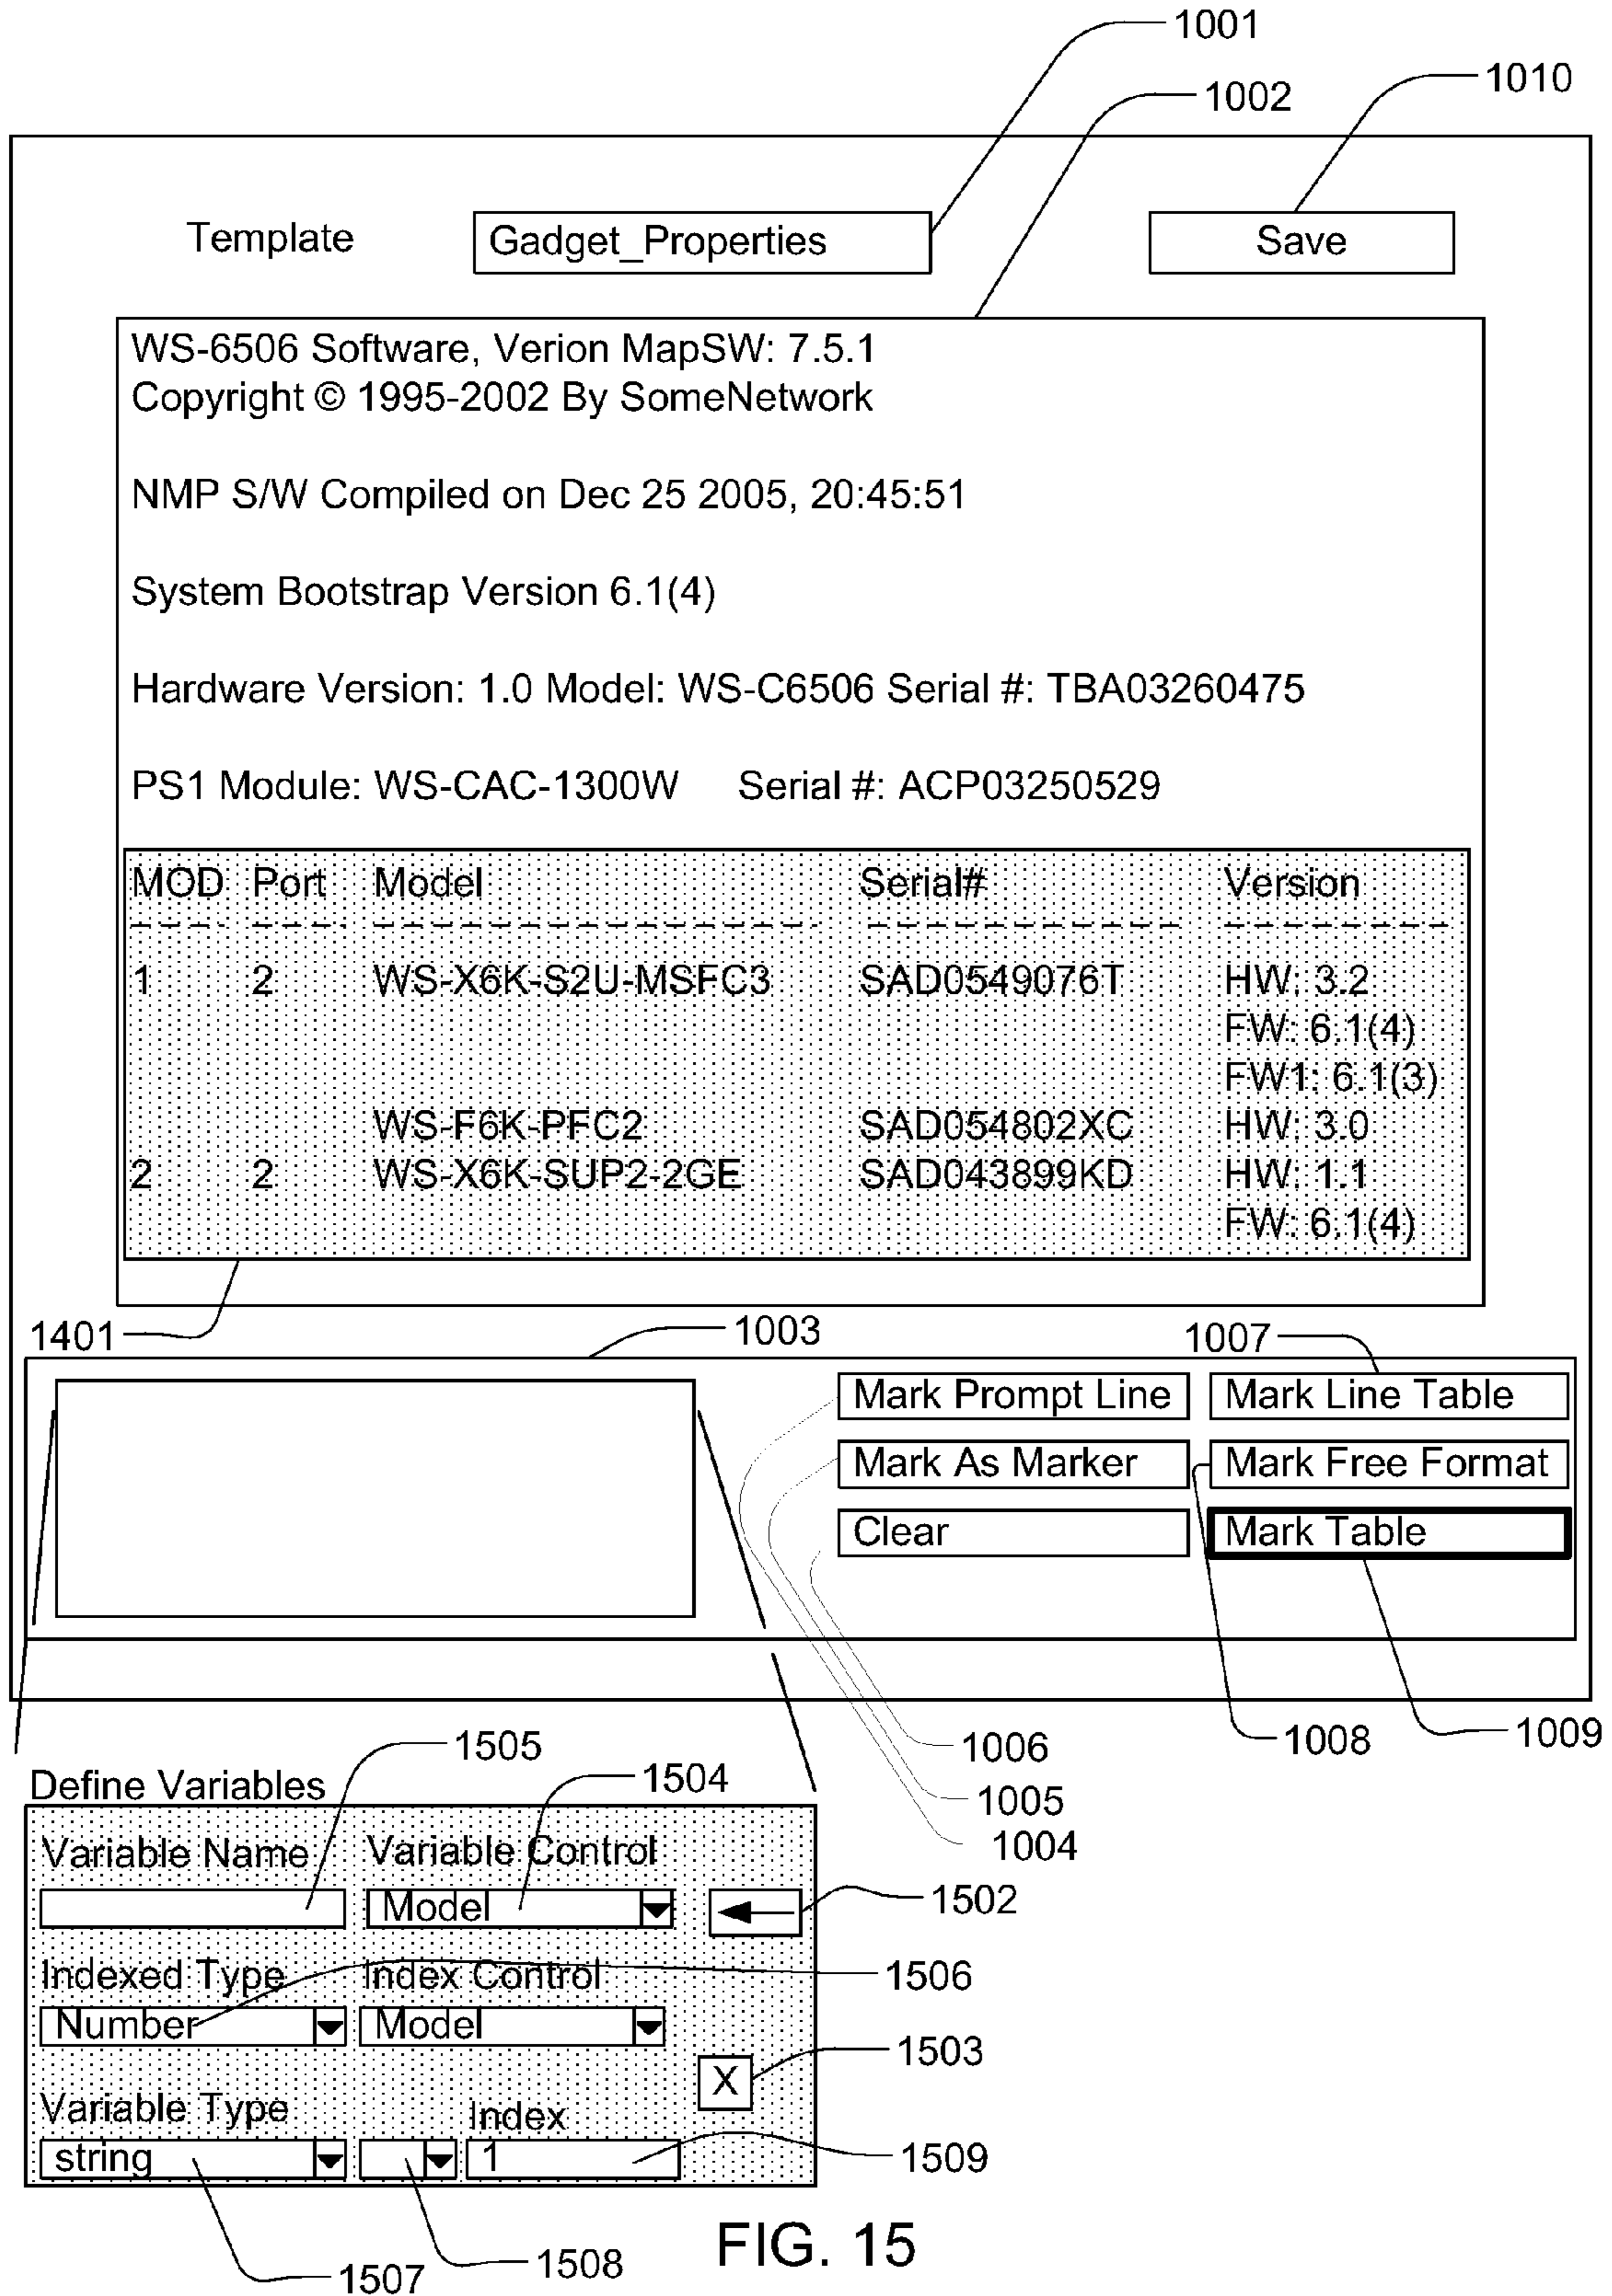 1001
1010
1002
Template Gadget_Properties Save
WS-6506 Software, Verion MapSW: 7.5.1
Copyright © 1995-2002 By SomeNetwork
NMP S/W Compiled on Dec 25 2005, 20:45:51
System Bootstrap Version 6.1(4)
Hardware Version: 1.0 Model: WS-C6506 Serial #: TBA03260475
PS1 Module: WS-CAC-1300W Serial #: ACP03250529
MOD Port Model Serial# Version
1 2 WS-X6K-S2U-MSFC3 SAD0549076T HW: 3.2
FW: 6.1(4)
FW1: 6.1(3)
WS-F6K-PFC2 SAD054802XC HW: 3.0
2 2 WS-X6K-SUP2-2GE SAD043899KD HW: 1.1
FW: 6.1(4)
1401 1003 1007
Mark Prompt Line Mark Line Table
Mark As Marker Mark Free Format
Clear Mark Table
1006 1008 1009
1005
1004
1505
Define Variables 1504
Variable Name Variable Control
Model 1502
Indexed Type Index Control 1506
Number Model
X 1503
Variable Type Index
string 1 1509
1507 1508
FIG. 15